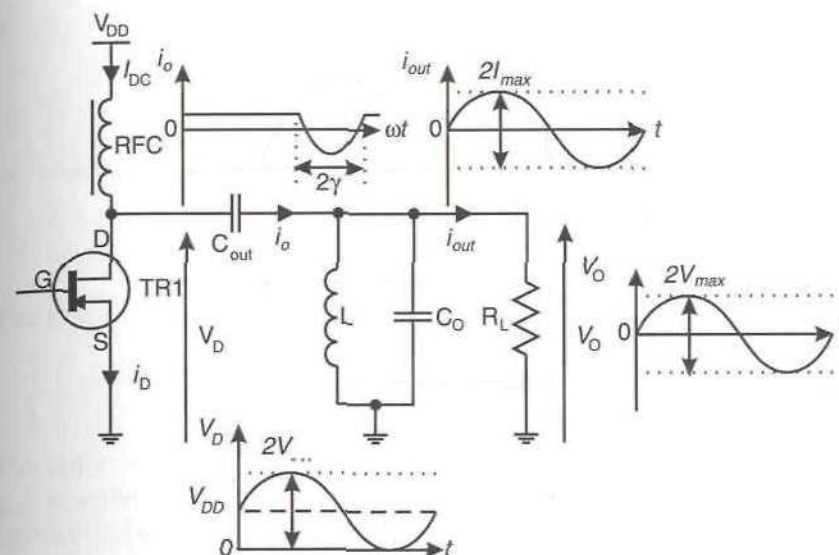 V_DD
I_DC
RFC
i_o
0
ωt
2γ
i_out
2I_max
0
t
C_out
i_o
i_out
D
G
TR1
S
i_D
V_D
L
C_O
R_L
V_O
V_O
2V_max
0
t
V_D
2V
V_DD
0
t